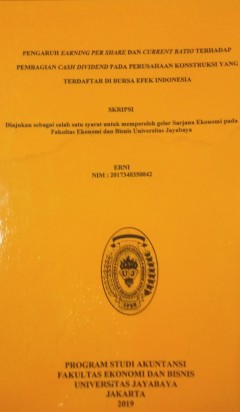 PENGARUH EARNING PER SHARE DAN CURRENT RATIO TERHADAP
PEMBAGIAN CASH DIVIDEND PADA PERUSAHAAN KONSTRUKSI YANG
TERDAFTAR DI BURSA EFEK INDONESIA
SKRIPSI
Diajukan sebagai salah satu syarat untuk memperoleh gelar Sarjana Ekonomi pada
Fakultas Ekonomi dan Bisnis Universitas Jayabaya
ERNI
NIM : 2017340350042
PROGRAM STUDI AKUNTANSI
FAKULTAS EKONOMI DAN BISNIS
UNIVERSITAS JAYABAYA
JAKARTA
2019